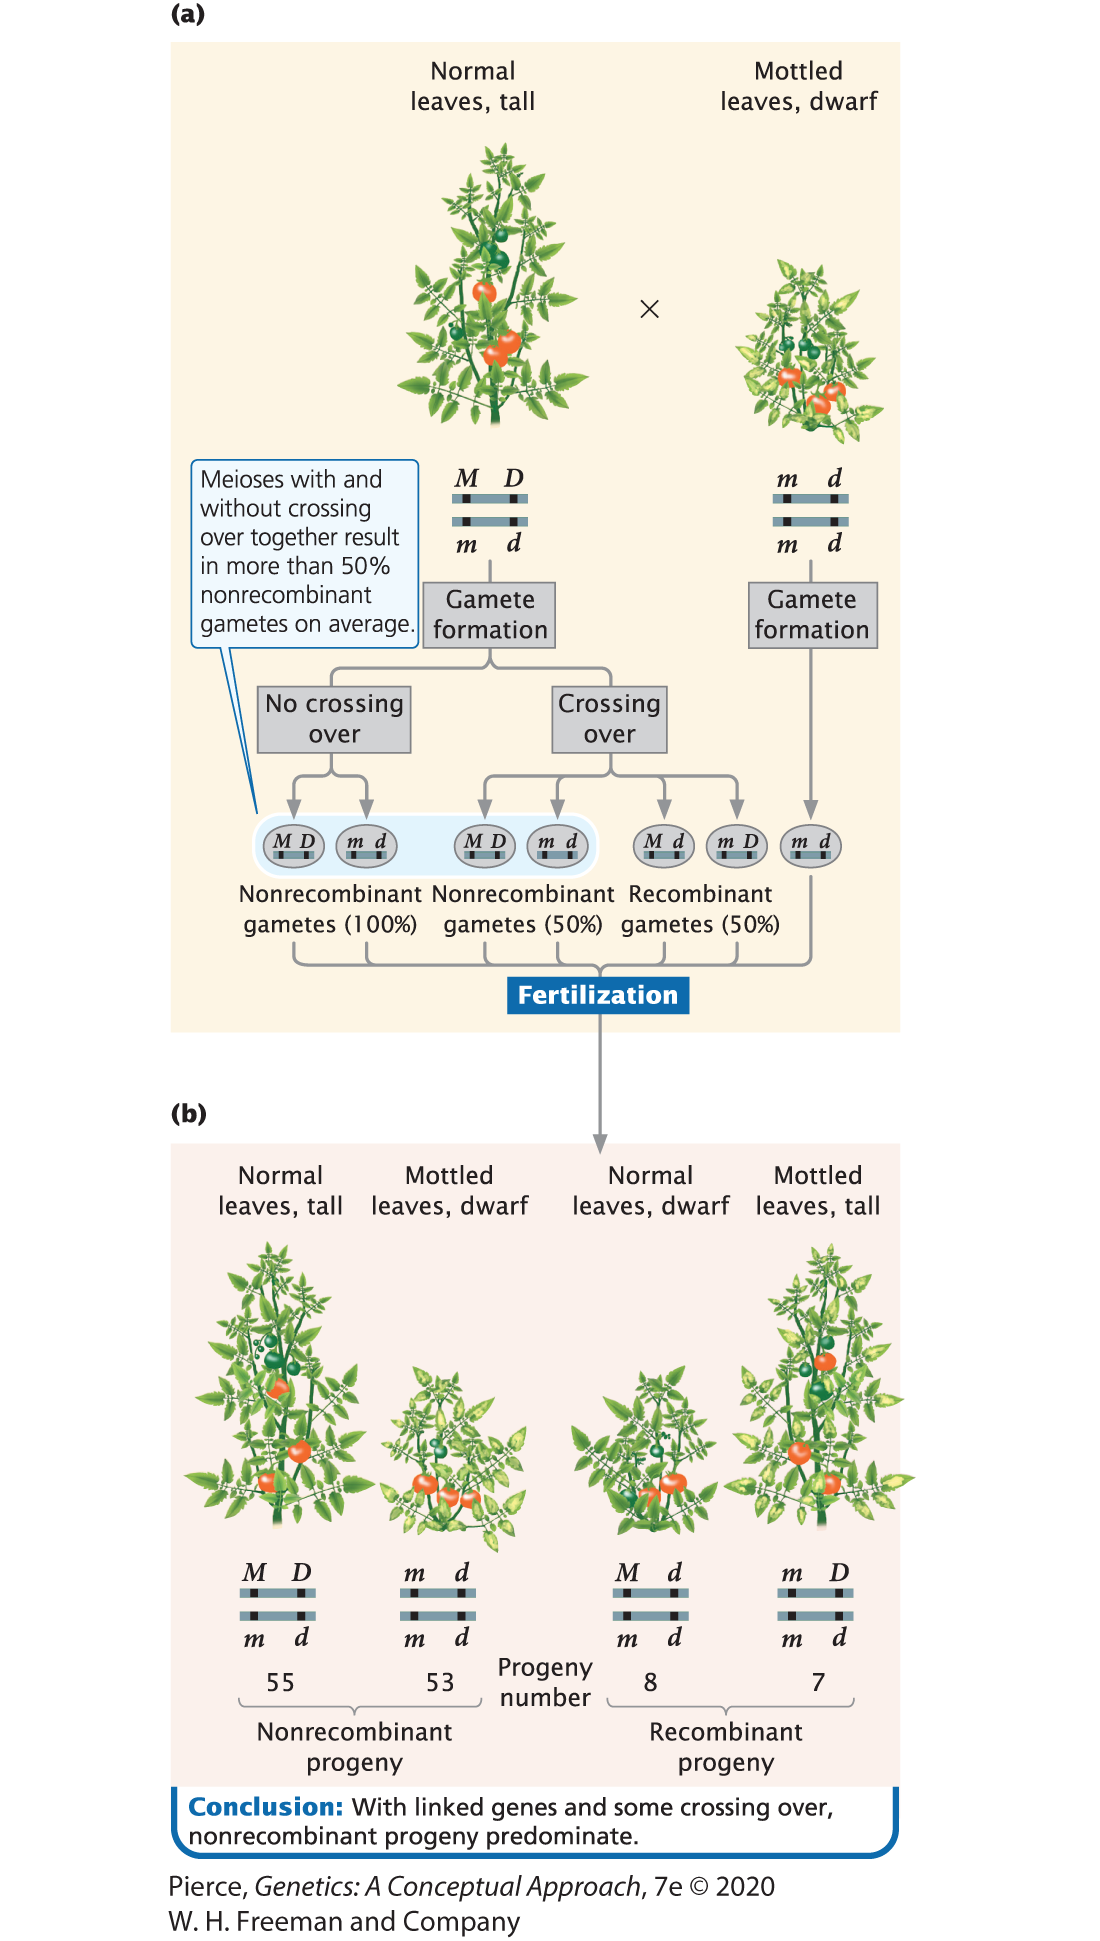 (a)
Normal
leaves, tall
Mottled
leaves, dwarf
×
Meioses with and
without crossing
over together result
in more than 50%
nonrecombinant
gametes on average.
M D
m d
m d
m d
Gamete
formation
Gamete
formation
No crossing
over
Crossing
over
M D
m d
M D
m d
M d
m D
m d
Nonrecombinant
gametes (100%)
Nonrecombinant
gametes (50%)
Recombinant
gametes (50%)
Fertilization
(b)
Normal
leaves, tall
Mottled
leaves, dwarf
Normal
leaves, dwarf
Mottled
leaves, tall
M D
m d
m d
m d
M d
m d
m D
m d
55
53
Progeny
number
8
7
Nonrecombinant
progeny
Recombinant
progeny
Conclusion: With linked genes and some crossing over,
nonrecombinant progeny predominate.
Pierce, Genetics: A Conceptual Approach, 7e © 2020
W. H. Freeman and Company